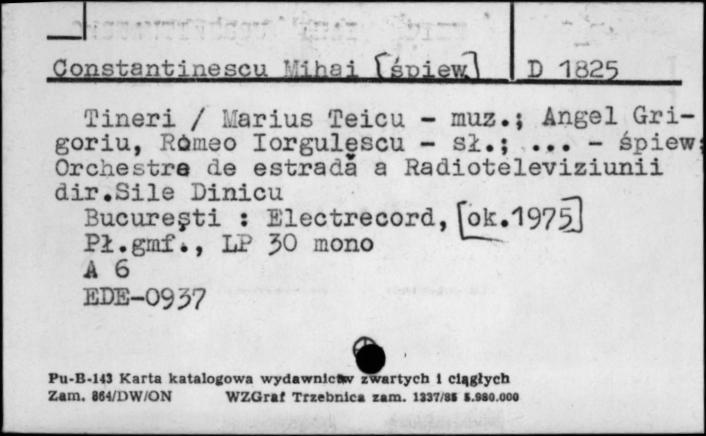 Constantinescu Mihai [śpiew] D 1825
Tineri / Marius Teicu - muz.; Angel Gri-
goriu, Romeo Iorgulescu - sł.; ... - śpiew;
Orchestra de estradă a Radioteleviziunii
dir.Sile Dinicu
București : Electrecord, [ok.1975]
Pł.gmf., LP 30 mono
A 6
EDE-0937
Pu-B-143 Karta katalogowa wydawnictw zwartych i ciągłych
Zam. 864/DW/ON WZGraf Trzebnica zam. 1337/85 5.980.000